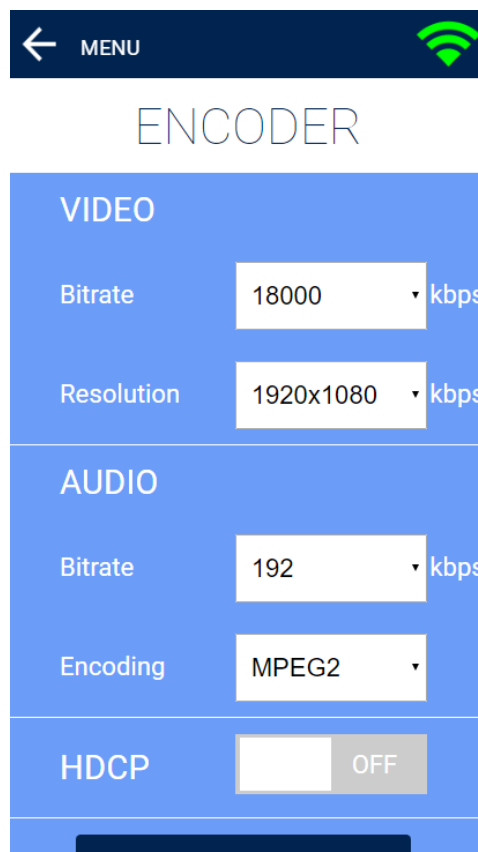 MENU
ENCODER
VIDEO
Bitrate 18000 kbps
Resolution 1920x1080 kbps
AUDIO
Bitrate 192 kbps
Encoding MPEG2
HDCP OFF